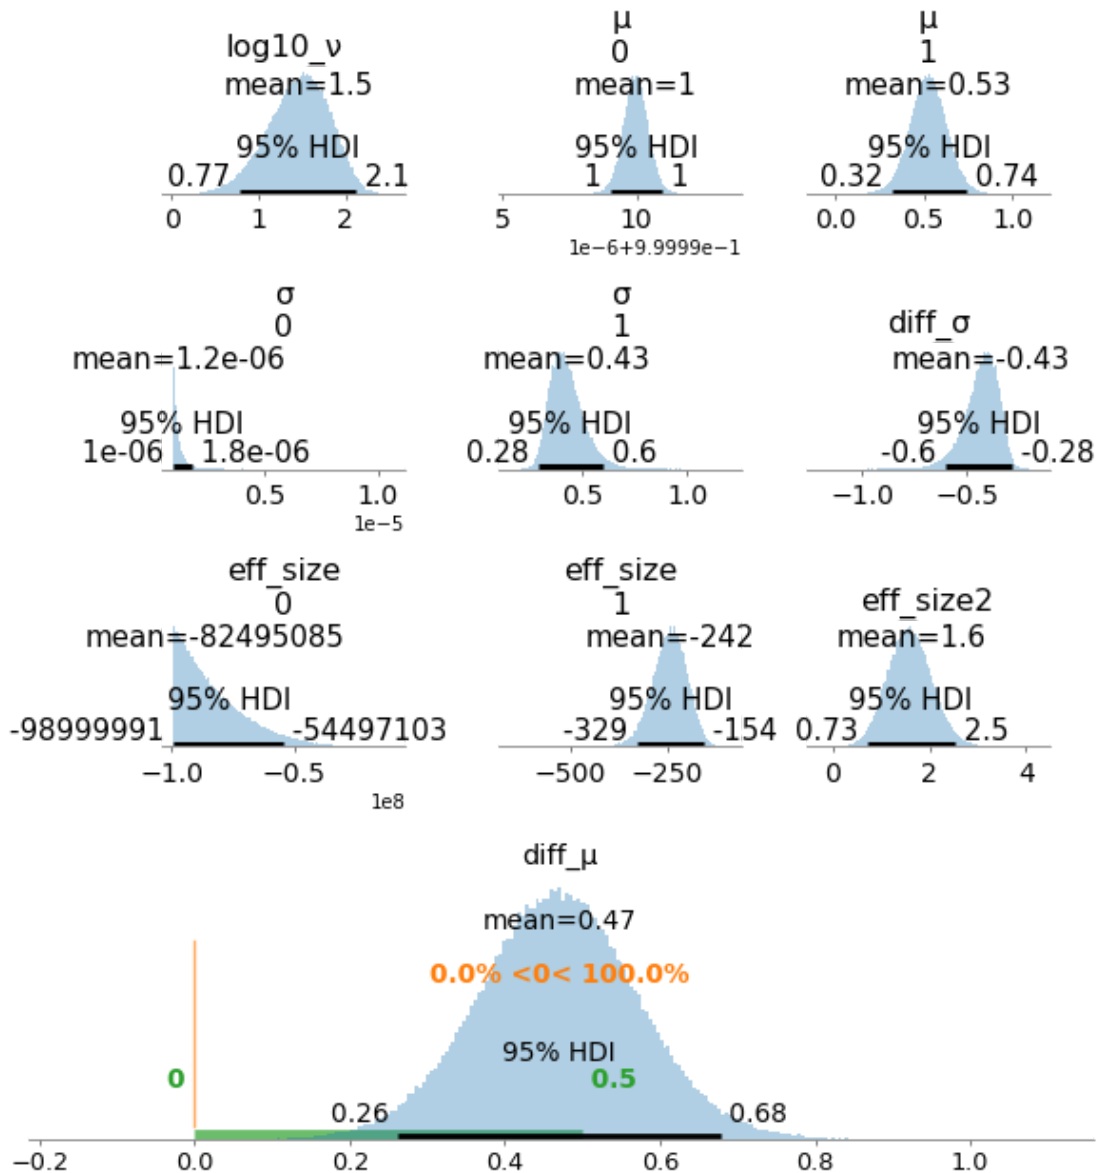 log10_ν
mean=1.5
95% HDI
0.77 2.1
0 1 2
μ
0
mean=1
95% HDI
1 1
5 10
1e−6+9.9999e−1
μ
1
mean=0.53
95% HDI
0.32 0.74
0.0 0.5 1.0
σ
0
mean=1.2e-06
95% HDI
1e-06 1.8e-06
0.5 1.0
1e−5
σ
1
mean=0.43
95% HDI
0.28 0.6
0.5 1.0
diff_σ
mean=-0.43
95% HDI
-0.6 -0.28
−1.0 −0.5
eff_size
0
mean=-82495085
95% HDI
-98999991 -54497103
−1.0 −0.5
1e8
eff_size
1
mean=-242
95% HDI
-329 -154
−500 −250
eff_size2
mean=1.6
95% HDI
0.73 2.5
0 2 4
diff_μ
mean=0.47
0.0% <0< 100.0%
95% HDI
0 0.5
0.26 0.68
−0.2 0.0 0.2 0.4 0.6 0.8 1.0